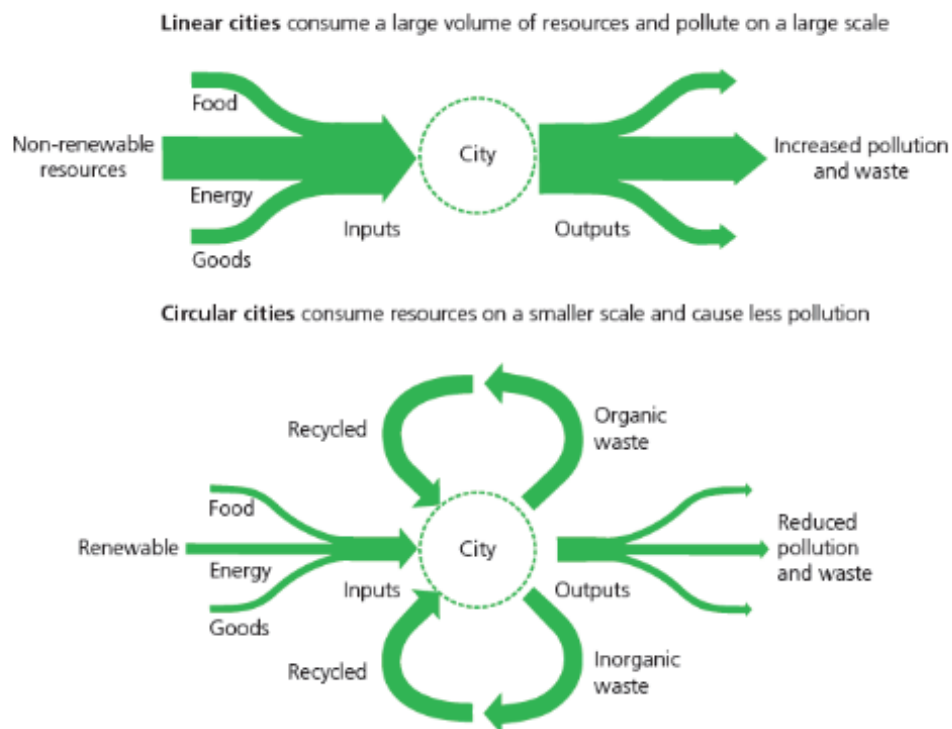 Linear cities consume a large volume of resources and pollute on a large scale
Food
Non-renewable
resources
Energy
Goods
Inputs
City
Outputs
Increased pollution
and waste
Circular cities consume resources on a smaller scale and cause less pollution
Recycled
Organic
waste
Food
Renewable
Energy
Goods
Inputs
City
Outputs
Reduced
pollution
and waste
Recycled
Inorganic
waste